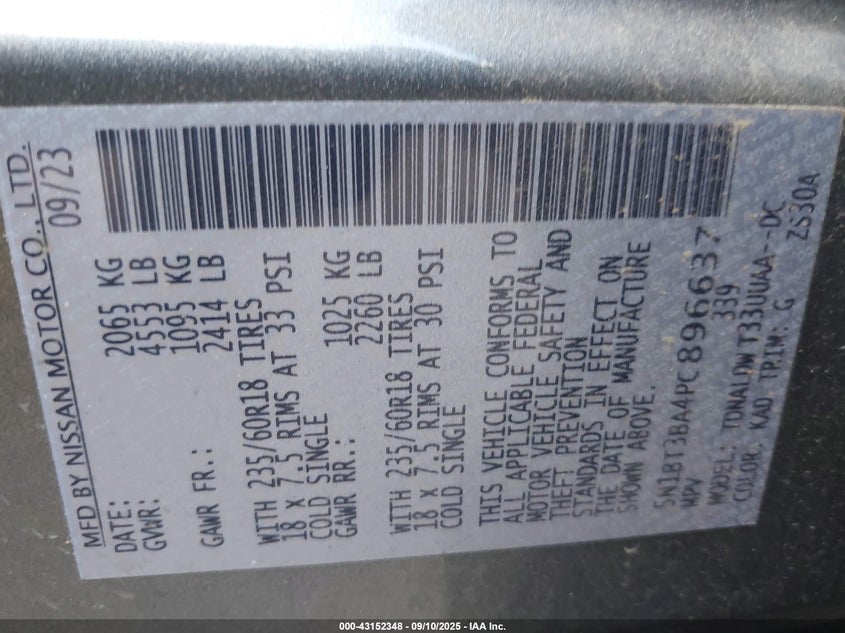 MFD BY NISSAN MOTOR CO., LTD.
DATE: 09/23
GVWR: 2065 KG
4553 LB
GAWR FR.: 1095 KG
2414 LB
WITH 235/60R18 TIRES
18 X 7.5 RIMS AT 33 PSI
COLD SINGLE
GAWR RR.: 1025 KG
2260 LB
WITH 235/60R18 TIRES
18 X 7.5 RIMS AT 30 PSI
COLD SINGLE
THIS VEHICLE CONFORMS TO
ALL APPLICABLE FEDERAL
MOTOR VEHICLE SAFETY AND
THEFT PREVENTION
STANDARDS IN EFFECT ON
THE DATE OF MANUFACTURE
SHOWN ABOVE.
5N1BT3BA4PC896637
MPV 339
MODEL: TONALDWT33UUAA--DC
COLOR: KAD TRIM: G ZS30A
000-43152348 - 09/10/2025 - IAA Inc.